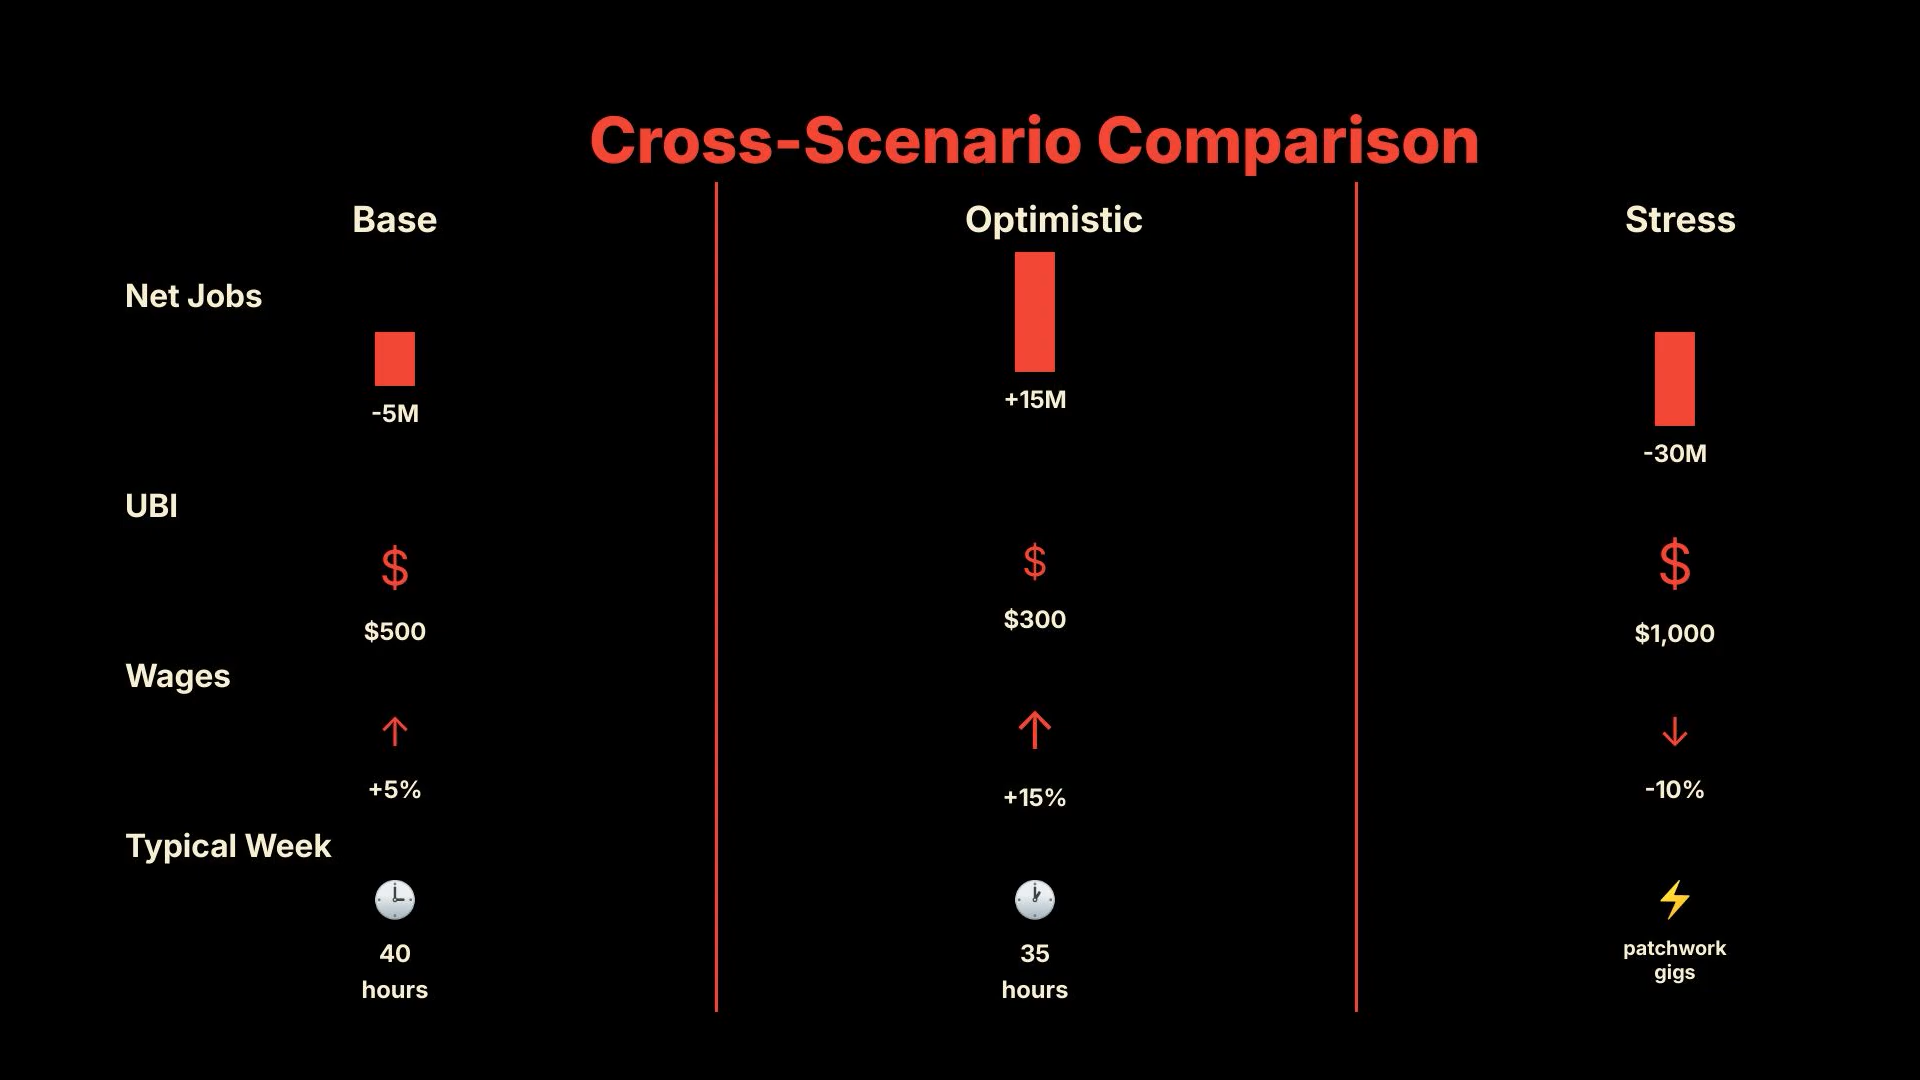 Cross-Scenario Comparison
Base
Optimistic
Stress
Net Jobs
-5M
+15M
-30M
UBI
$
$
$
$500
$300
$1,000
Wages
↑
↑
↓
+5%
+15%
-10%
Typical Week
40
hours
35
hours
patchwork
gigs